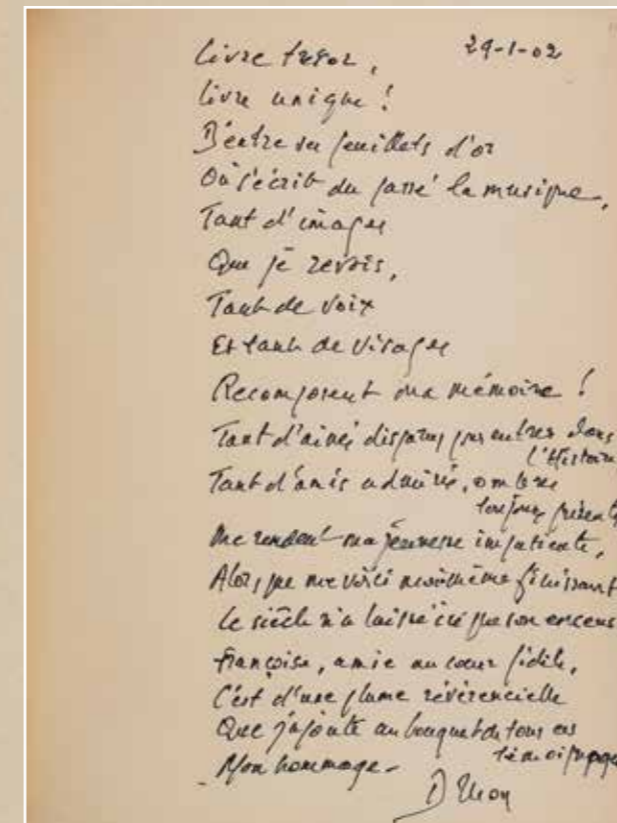 29-1-02
Livre trésor,
Livre unique !
D'entre ses feuillets d'or
Où s'écrit du passé la musique,
Tant d'images
Que je revois,
Tant de voix
Et tant de visages
Recomposent ma mémoire !
Tant d'aînés disparus, entrés dans
l'Histoire
Tant d'amis admirés, ombres
toujours présentes
Me rendent ma jeunesse impatiente,
Alors que me voici moi-même finissant
Le siècle n'a laissé ici que son encens
Françoise, amie au cœur fidèle,
C'est d'une plume révérencielle
Que j'ajoute au bouquet de tous ces
témoignages
Mon hommage -
Druon